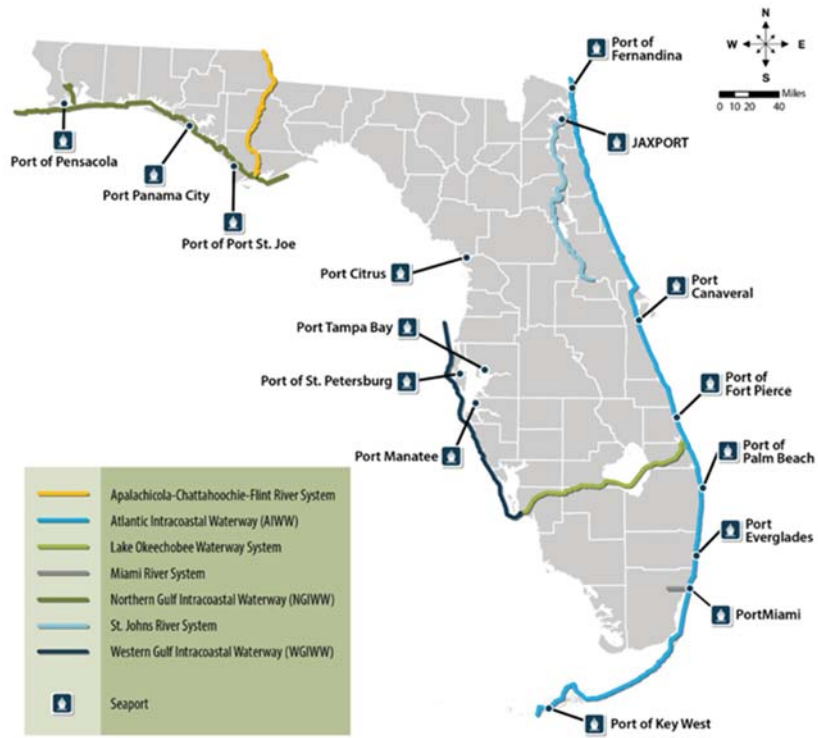 N
W E
S
Miles
0 10 20 40
Port of
Fernandina
JAXPORT
Port of Pensacola
Port Panama City
Port of Port St. Joe
Port Citrus
Port
Canaveral
Port Tampa Bay
Port of St. Petersburg
Port of
Fort Pierce
Port Manatee
Port of
Palm Beach
Port
Everglades
PortMiami
Port of Key West
Apalachicola-Chattahoochie-Flint River System
Atlantic Intracoastal Waterway (AIWW)
Lake Okeechobee Waterway System
Miami River System
Northern Gulf Intracoastal Waterway (NGIWW)
St. Johns River System
Western Gulf Intracoastal Waterway (WGIWW)
Seaport